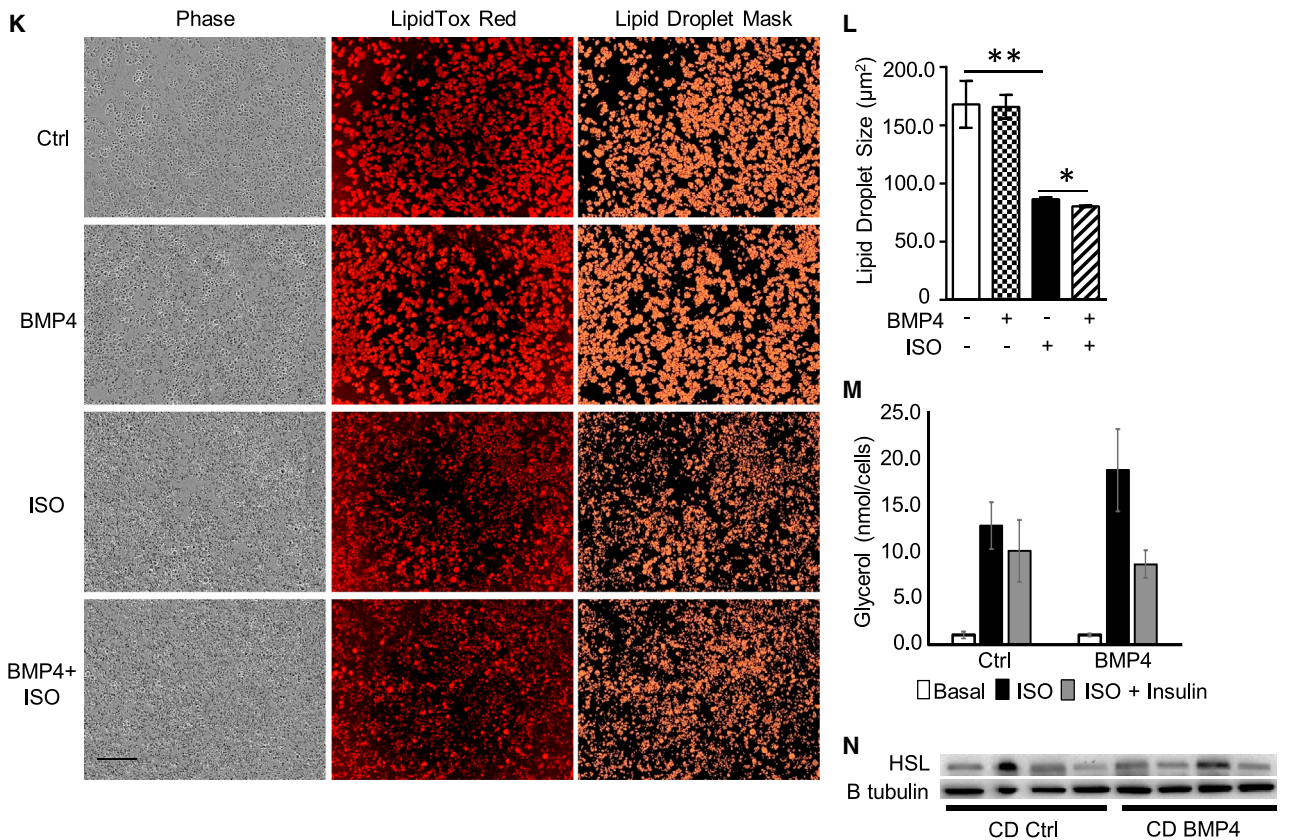 K
Phase
LipidTox Red
Lipid Droplet Mask
Ctrl
BMP4
ISO
BMP4+
ISO
L
Lipid Droplet Size (µm²)
200.0
150.0
100.0
50.0
0
**
*
BMP4 - + - +
ISO - - + +
M
Glycerol (nmol/cells)
25.0
20.0
15.0
10.0
5.0
0.0
Ctrl BMP4
Basal ISO ISO + Insulin
N
HSL
B tubulin
CD Ctrl CD BMP4